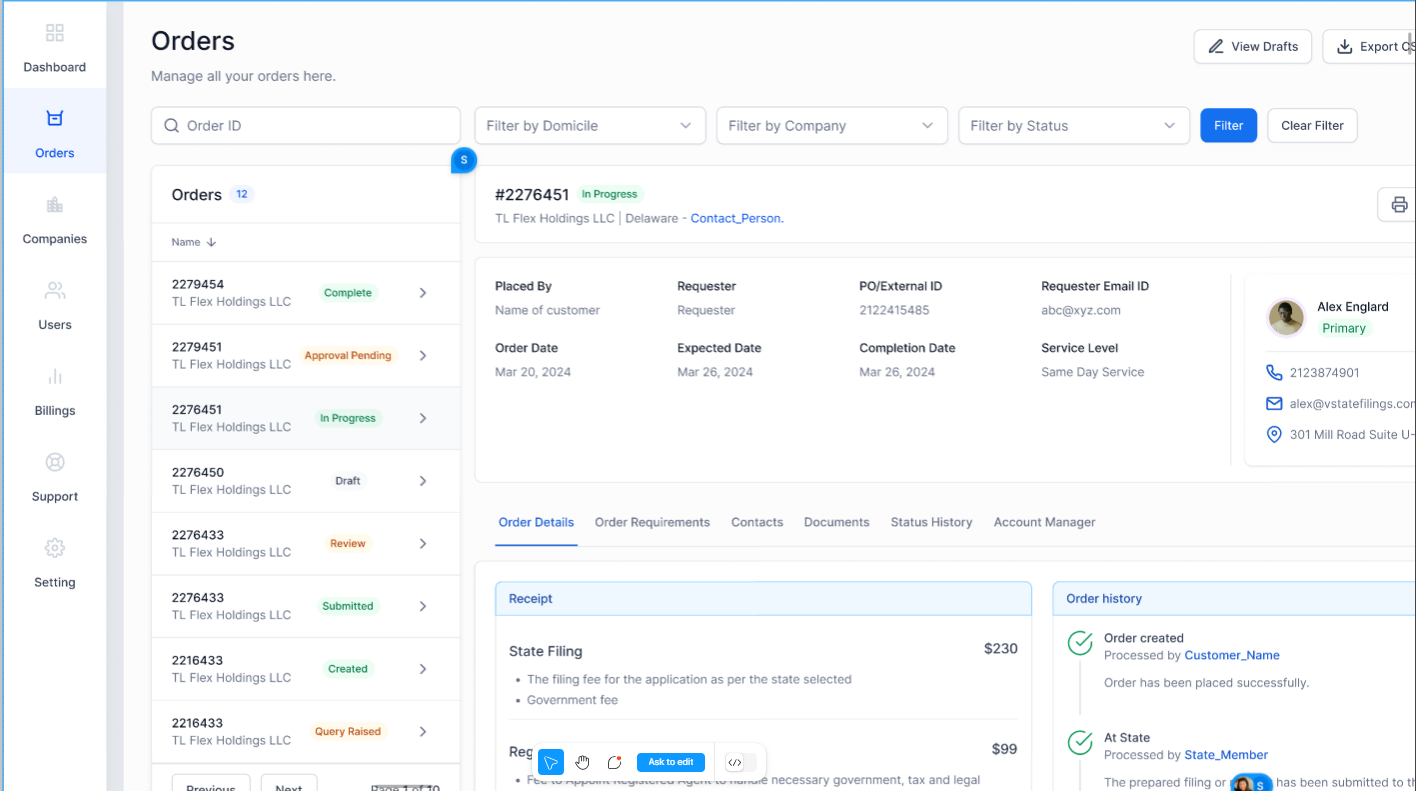 Dashboard
Orders
Companies
Users
Billings
Support
Setting
Orders
Manage all your orders here.
View Drafts
Export CS
Order ID
Filter by Domicile
Filter by Company
Filter by Status
Filter
Clear Filter
S
Orders 12
Name
2279454
TL Flex Holdings LLC
Complete
2279451
TL Flex Holdings LLC
Approval Pending
2276451
TL Flex Holdings LLC
In Progress
2276450
TL Flex Holdings LLC
Draft
2276433
TL Flex Holdings LLC
Review
2276433
TL Flex Holdings LLC
Submitted
2216433
TL Flex Holdings LLC
Created
2216433
TL Flex Holdings LLC
Query Raised
Previous
Next
Page 1 of 10
#2276451 In Progress
TL Flex Holdings LLC | Delaware - Contact_Person.
Placed By
Name of customer
Requester
Requester
PO/External ID
2122415485
Requester Email ID
abc@xyz.com
Order Date
Mar 20, 2024
Expected Date
Mar 26, 2024
Completion Date
Mar 26, 2024
Service Level
Same Day Service
Alex Englard
Primary
2123874901
alex@vstatefilings.com
301 Mill Road Suite U-
Order Details
Order Requirements
Contacts
Documents
Status History
Account Manager
Receipt
State Filing $230
• The filing fee for the application as per the state selected
• Government fee
Reg
$99
• Fee to Appoint Registered Agent to handle necessary government, tax and legal
Ask to edit
</>
Order history
Order created
Processed by Customer_Name
Order has been placed successfully.
At State
Processed by State_Member
The prepared filing or
S
has been submitted to th